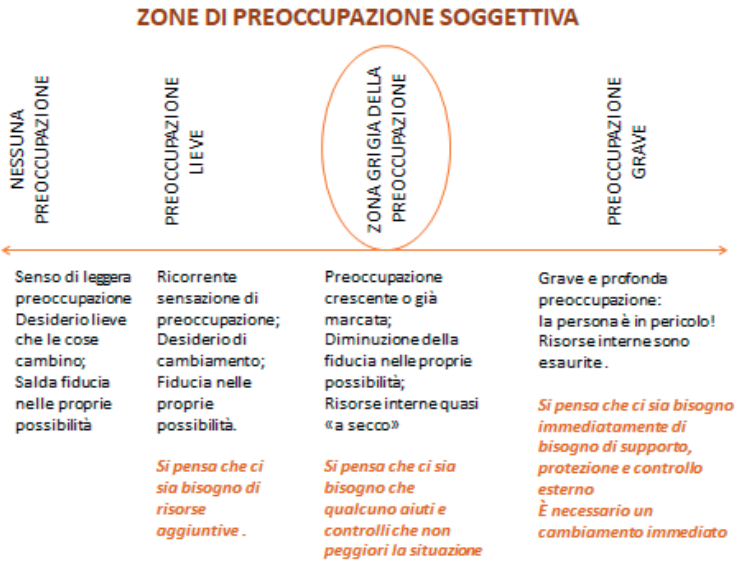 ZONE DI PREOCCUPAZIONE SOGGETTIVA
NESSUNA
PREOCCUPAZIONE
PREOCCUPAZIONE
LIEVE
ZONA GRIGIA DELLA
PREOCCUPAZIONE
PREOCCUPAZIONE
GRAVE
Senso di leggera
preoccupazione
Desiderio lieve
che le cose
cambino;
Salda fiducia
nelle proprie
possibilità
Ricorrente
sensazione di
preoccupazione;
Desiderio di
cambiamento;
Fiducia nelle
proprie
possibilità.
Si pensa che ci
sia bisogno di
risorse
aggiuntive.
Preoccupazione
crescente o già
marcata;
Diminuzione della
fiducia nelle proprie
possibilità;
Risorse interne quasi
«a secco»
Si pensa che ci sia
bisogno che
qualcuno aiuti e
controlli che non
peggiori la situazione
Grave e profonda
preoccupazione:
la persona è in pericolo!
Risorse interne sono
esaurite.
Si pensa che ci sia bisogno
immediatamente di
bisogno di supporto,
protezione e controllo
esterno
È necessario un
cambiamento immediato